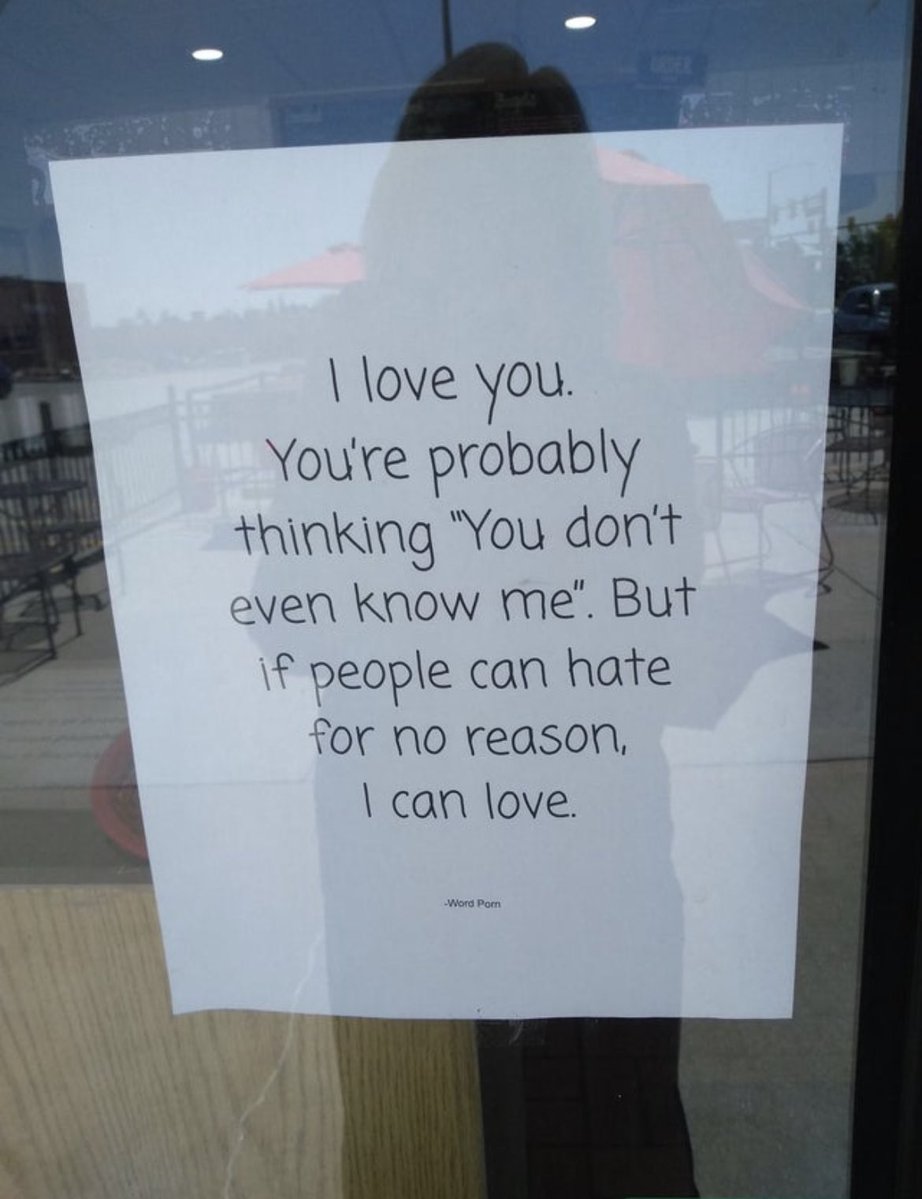 I love you.
You're probably
thinking "You don't
even know me". But
if people can hate
for no reason,
I can love.
-Word Porn